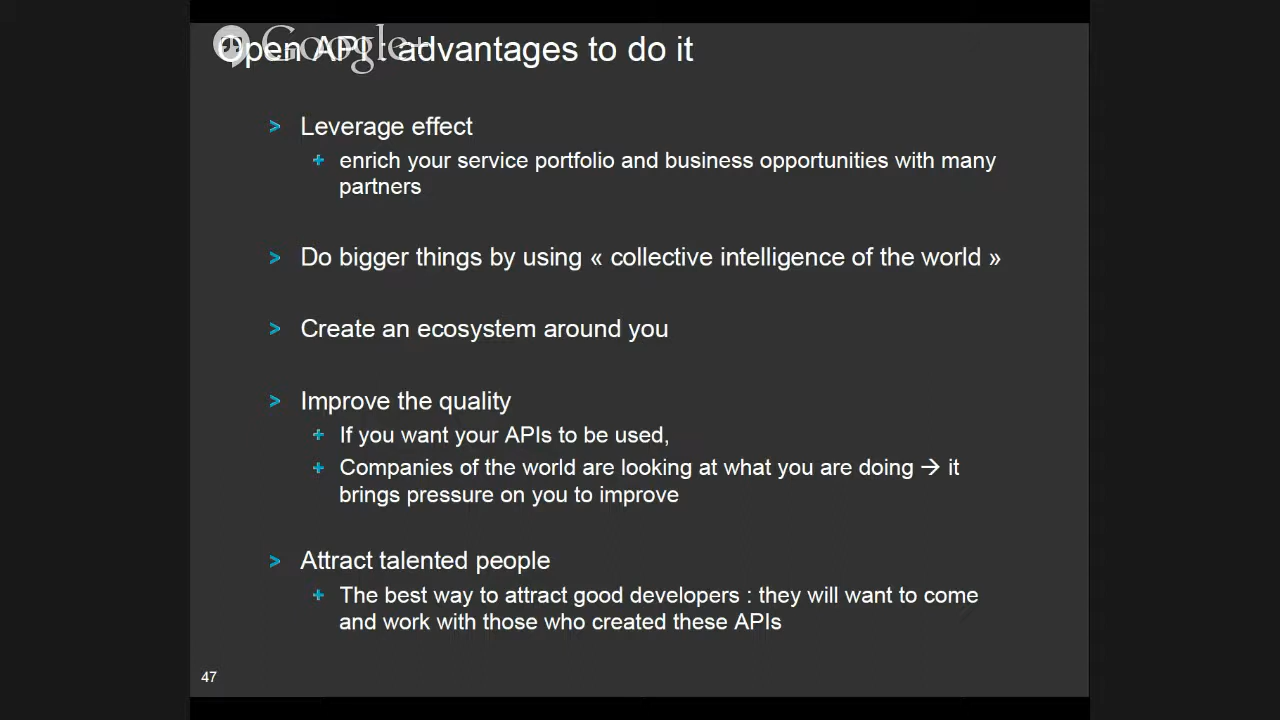 Google+
Open API : advantages to do it
> Leverage effect
+ enrich your service portfolio and business opportunities with many
partners
> Do bigger things by using « collective intelligence of the world »
> Create an ecosystem around you
> Improve the quality
+ If you want your APIs to be used,
+ Companies of the world are looking at what you are doing → it
brings pressure on you to improve
> Attract talented people
+ The best way to attract good developers : they will want to come
and work with those who created these APIs
47